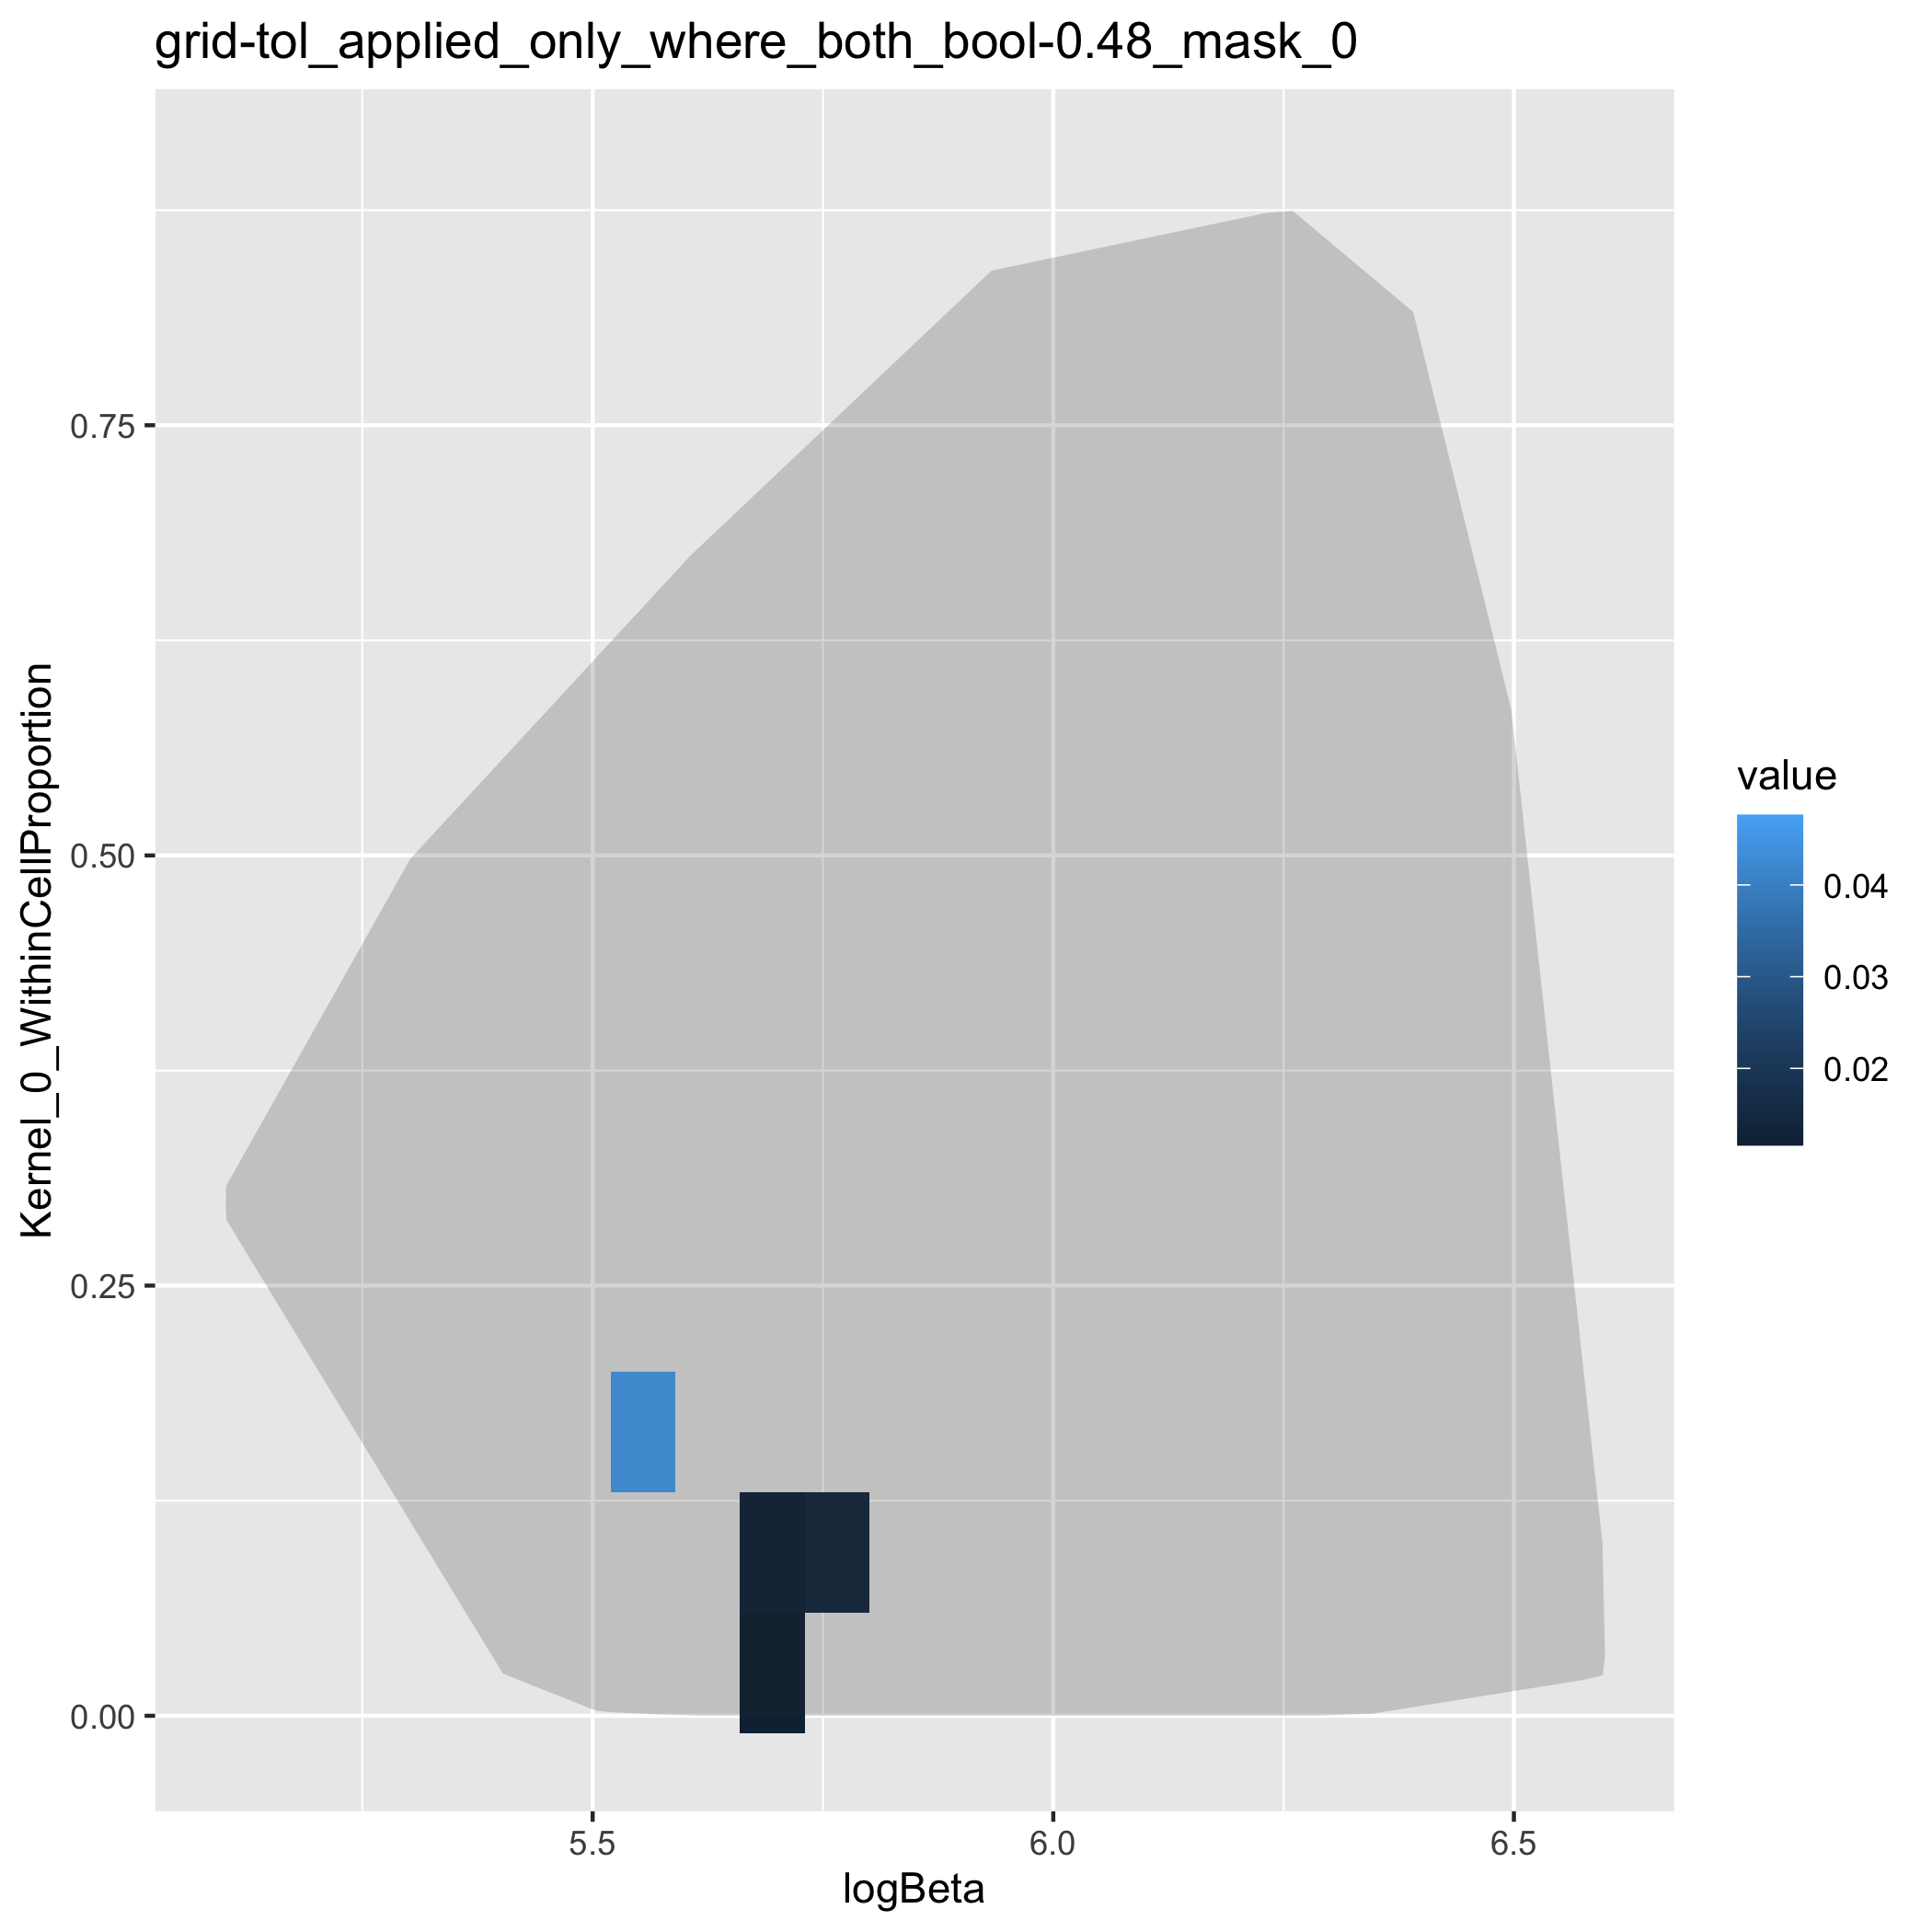 grid-tol_applied_only_where_both_bool-0.48_mask_0
Kernel_0_WithinCellProportion
0.75
0.50
0.25
0.00
5.5
6.0
6.5
logBeta
value
0.04
0.03
0.02